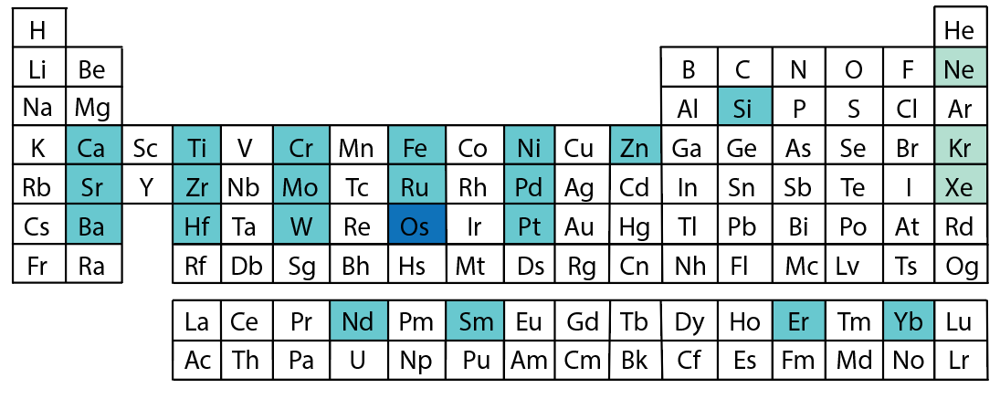 H He
Li Be B C N O F Ne
Na Mg Al Si P S Cl Ar
K Ca Sc Ti V Cr Mn Fe Co Ni Cu Zn Ga Ge As Se Br Kr
Rb Sr Y Zr Nb Mo Tc Ru Rh Pd Ag Cd In Sn Sb Te I Xe
Cs Ba Hf Ta W Re Os Ir Pt Au Hg Tl Pb Bi Po At Rd
Fr Ra Rf Db Sg Bh Hs Mt Ds Rg Cn Nh Fl Mc Lv Ts Og
La Ce Pr Nd Pm Sm Eu Gd Tb Dy Ho Er Tm Yb Lu
Ac Th Pa U Np Pu Am Cm Bk Cf Es Fm Md No Lr